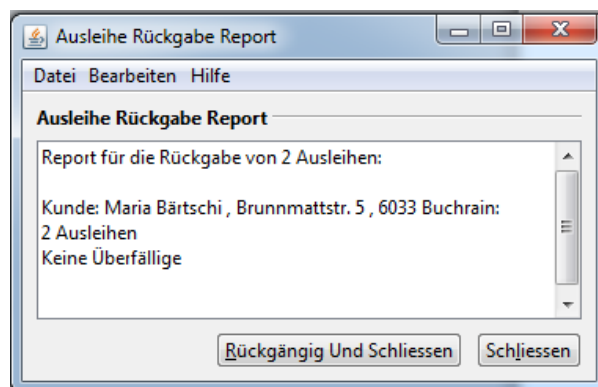 Ausleihe Rückgabe Report
Datei Bearbeiten Hilfe
Ausleihe Rückgabe Report
Report für die Rückgabe von 2 Ausleihen:
Kunde: Maria Bärtschi , Brunnmattstr. 5 , 6033 Buchrain:
2 Ausleihen
Keine Überfällige
Rückgängig Und Schliessen Schliessen